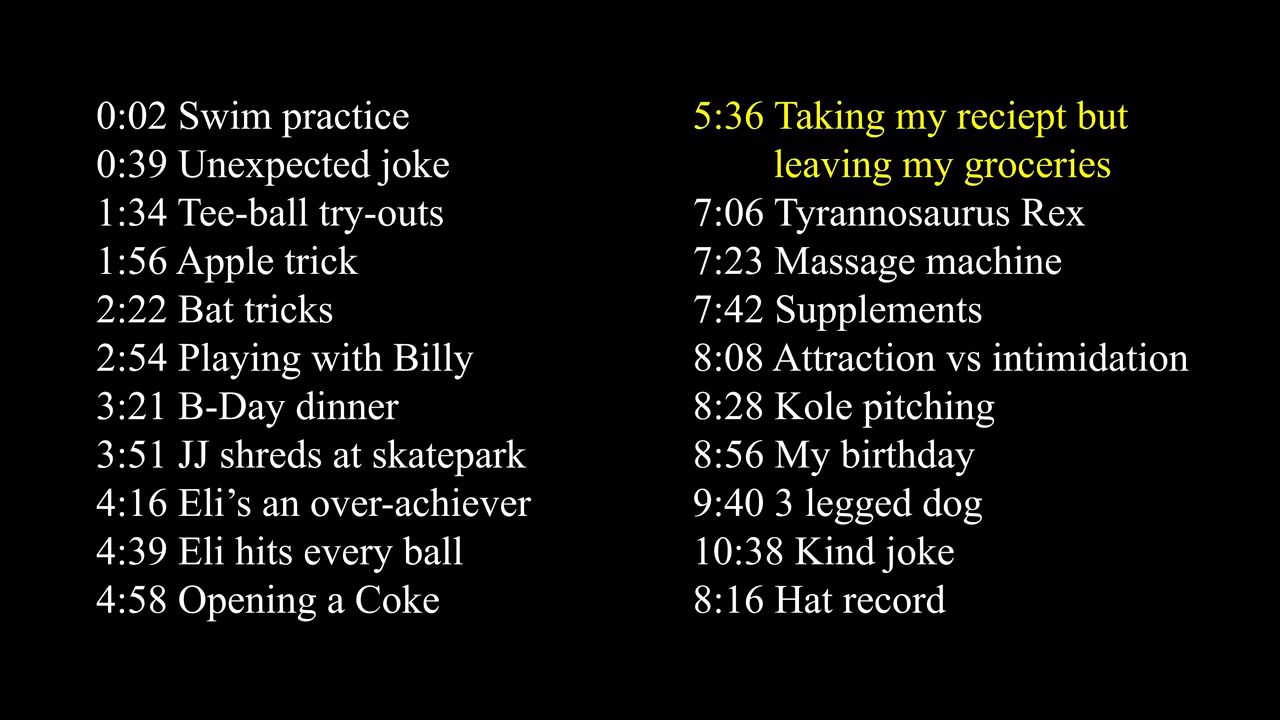 0:02 Swim practice
0:39 Unexpected joke
1:34 Tee-ball try-outs
1:56 Apple trick
2:22 Bat tricks
2:54 Playing with Billy
3:21 B-Day dinner
3:51 JJ shreds at skatepark
4:16 Eli’s an over-achiever
4:39 Eli hits every ball
4:58 Opening a Coke
5:36 Taking my reciept but
leaving my groceries
7:06 Tyrannosaurus Rex
7:23 Massage machine
7:42 Supplements
8:08 Attraction vs intimidation
8:28 Kole pitching
8:56 My birthday
9:40 3 legged dog
10:38 Kind joke
8:16 Hat record